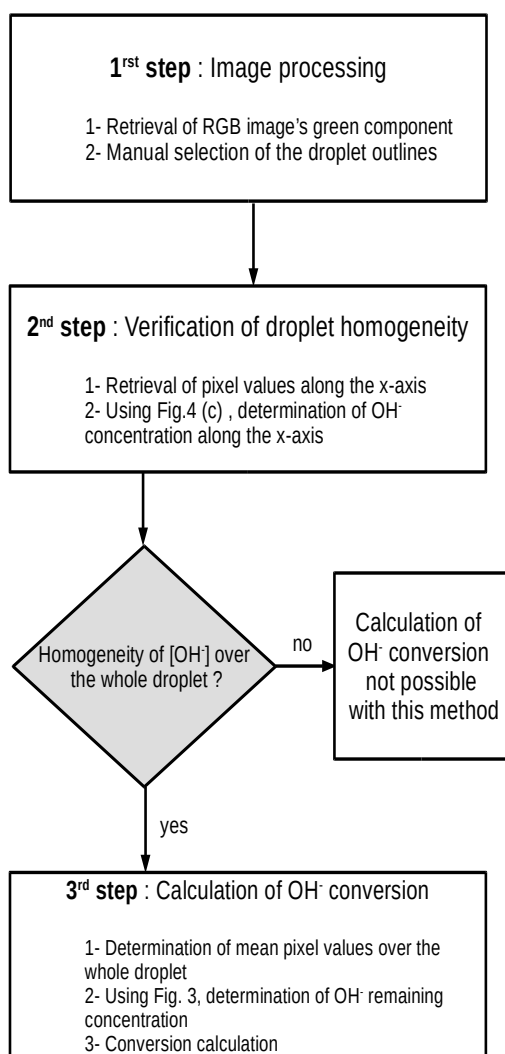 1rst step : Image processing
1- Retrieval of RGB image's green component
2- Manual selection of the droplet outlines
2nd step : Verification of droplet homogeneity
1- Retrieval of pixel values along the x-axis
2- Using Fig.4 (c) , determination of OH-
concentration along the x-axis
Homogeneity of [OH-] over
the whole droplet ?
no
Calculation of
OH- conversion
not possible
with this method
yes
3rd step : Calculation of OH- conversion
1- Determination of mean pixel values over the
whole droplet
2- Using Fig. 3, determination of OH- remaining
concentration
3- Conversion calculation